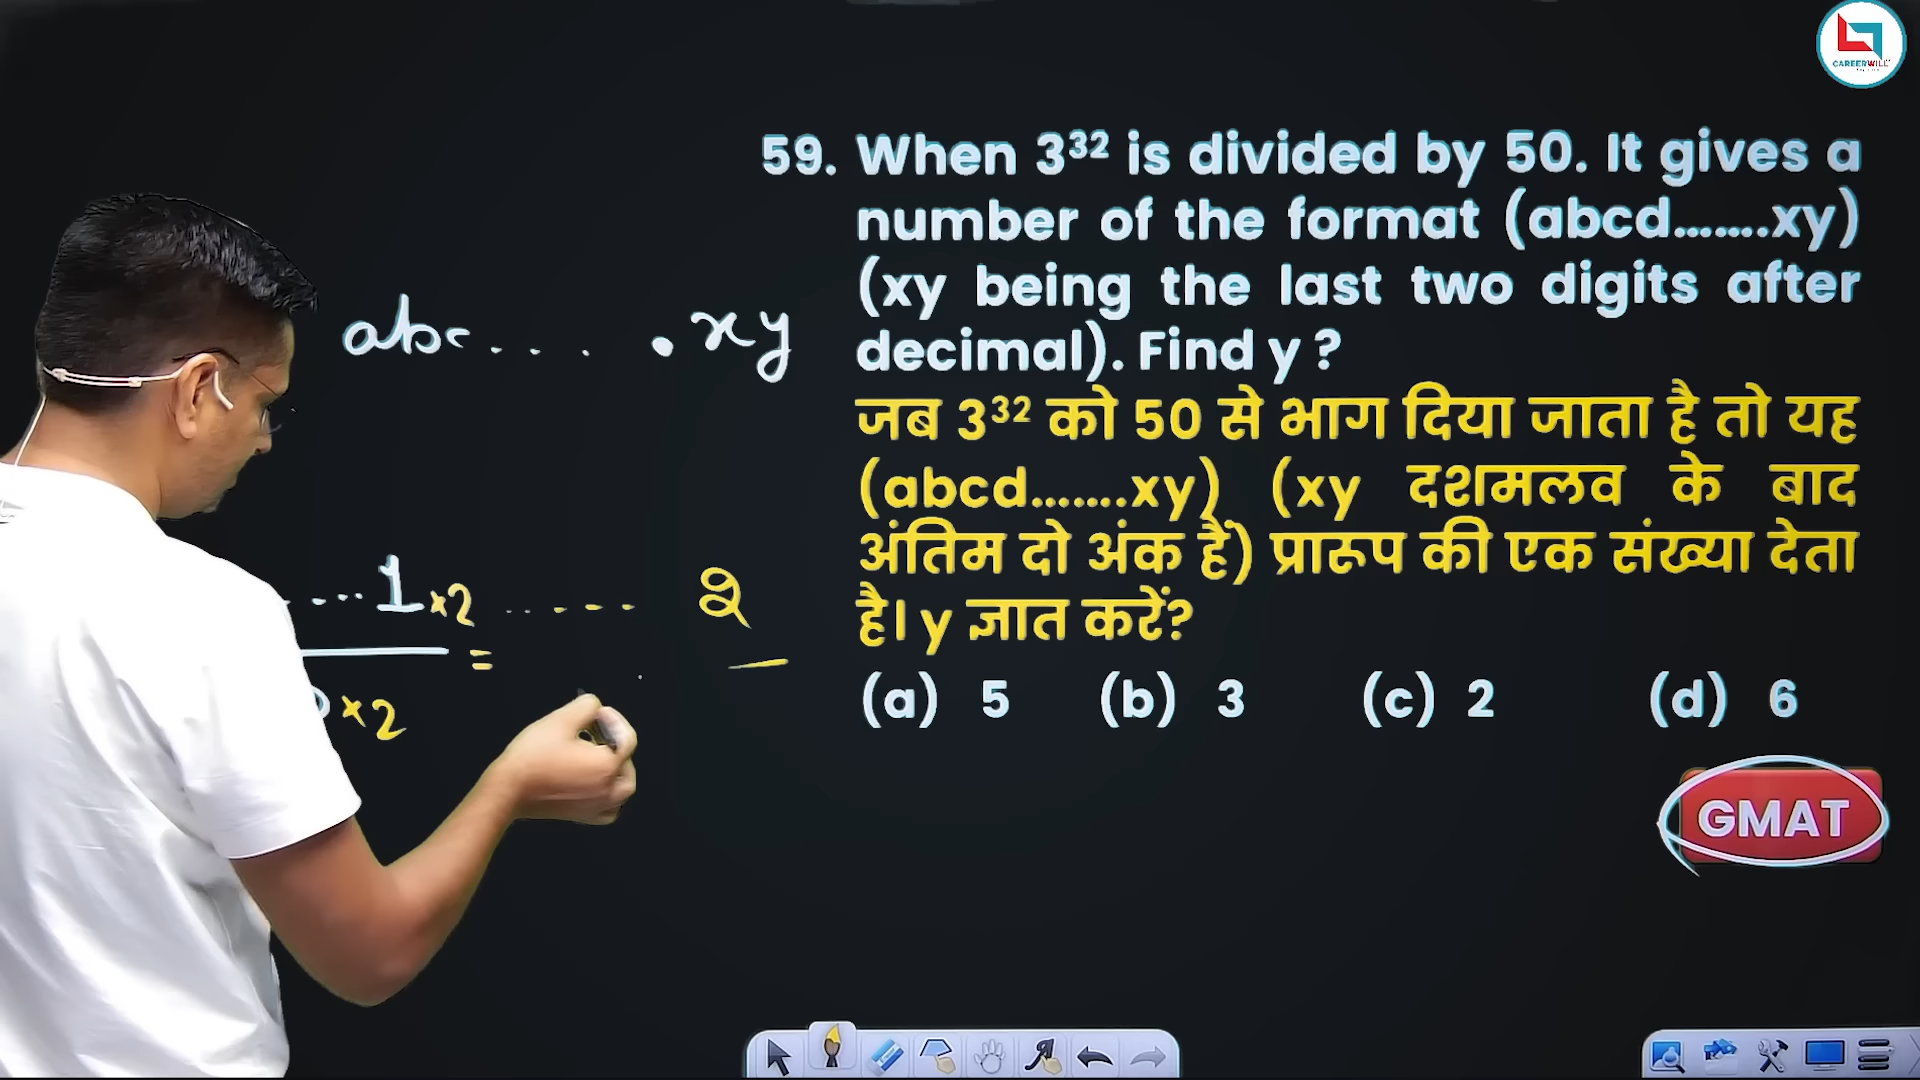 CAREERWILL
59. When 3³² is divided by 50. It gives a
number of the format (abcd.......xy)
(xy being the last two digits after
decimal). Find y ?
जब 3³² को 50 से भाग दिया जाता है तो यह
(abcd.......xy) (xy दशमलव के बाद
अंतिम दो अंक हैं) प्रारूप की एक संख्या देता
है। y ज्ञात करें?
(a) 5 (b) 3 (c) 2 (d) 6
GMAT
abc.... . xy
...1×2 ..... 2
=
×2